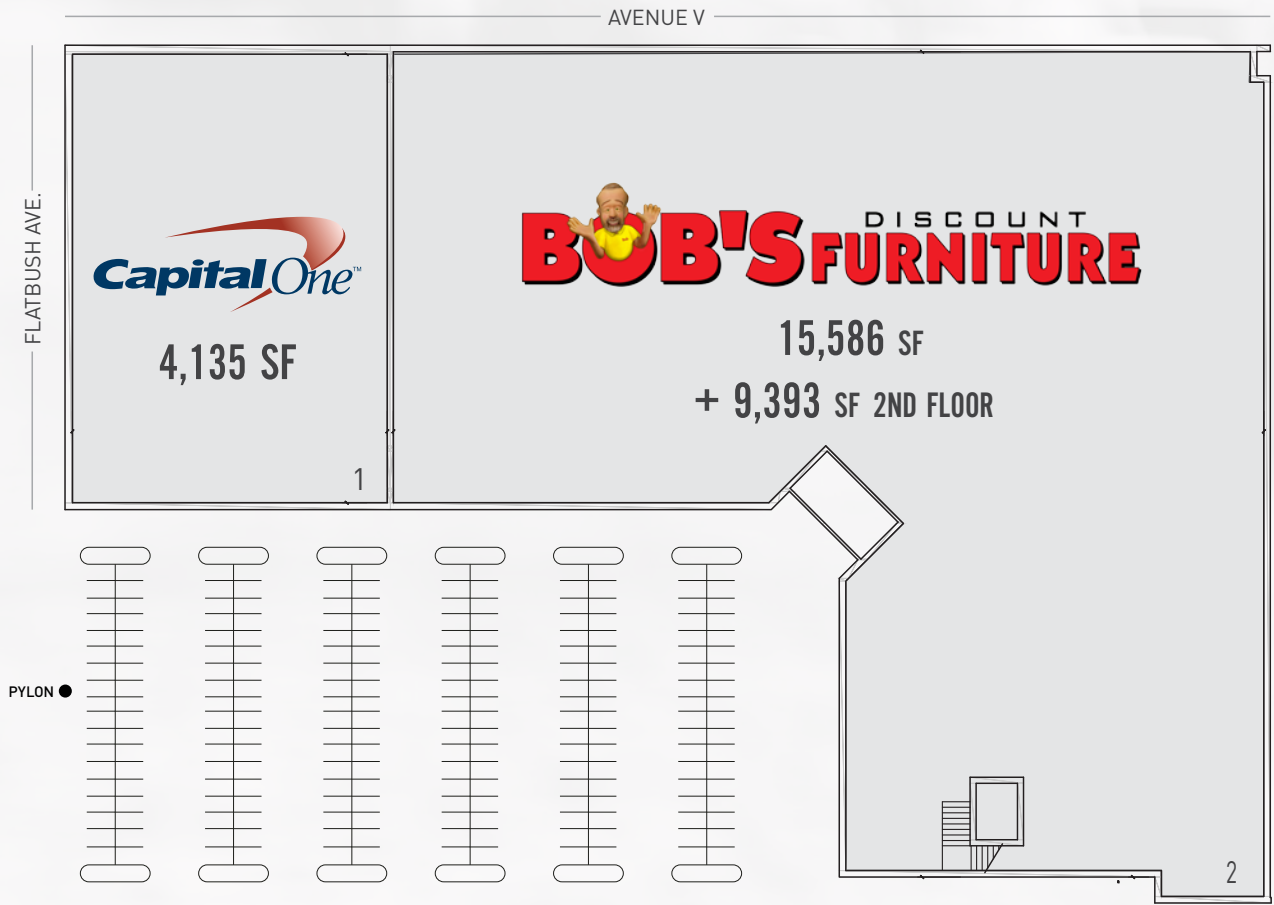 AVENUE V
FLATBUSH AVE.
Capital One™
4,135 SF
1
BOB'S DISCOUNT
FURNITURE
15,586 SF
+ 9,393 SF 2ND FLOOR
PYLON
2